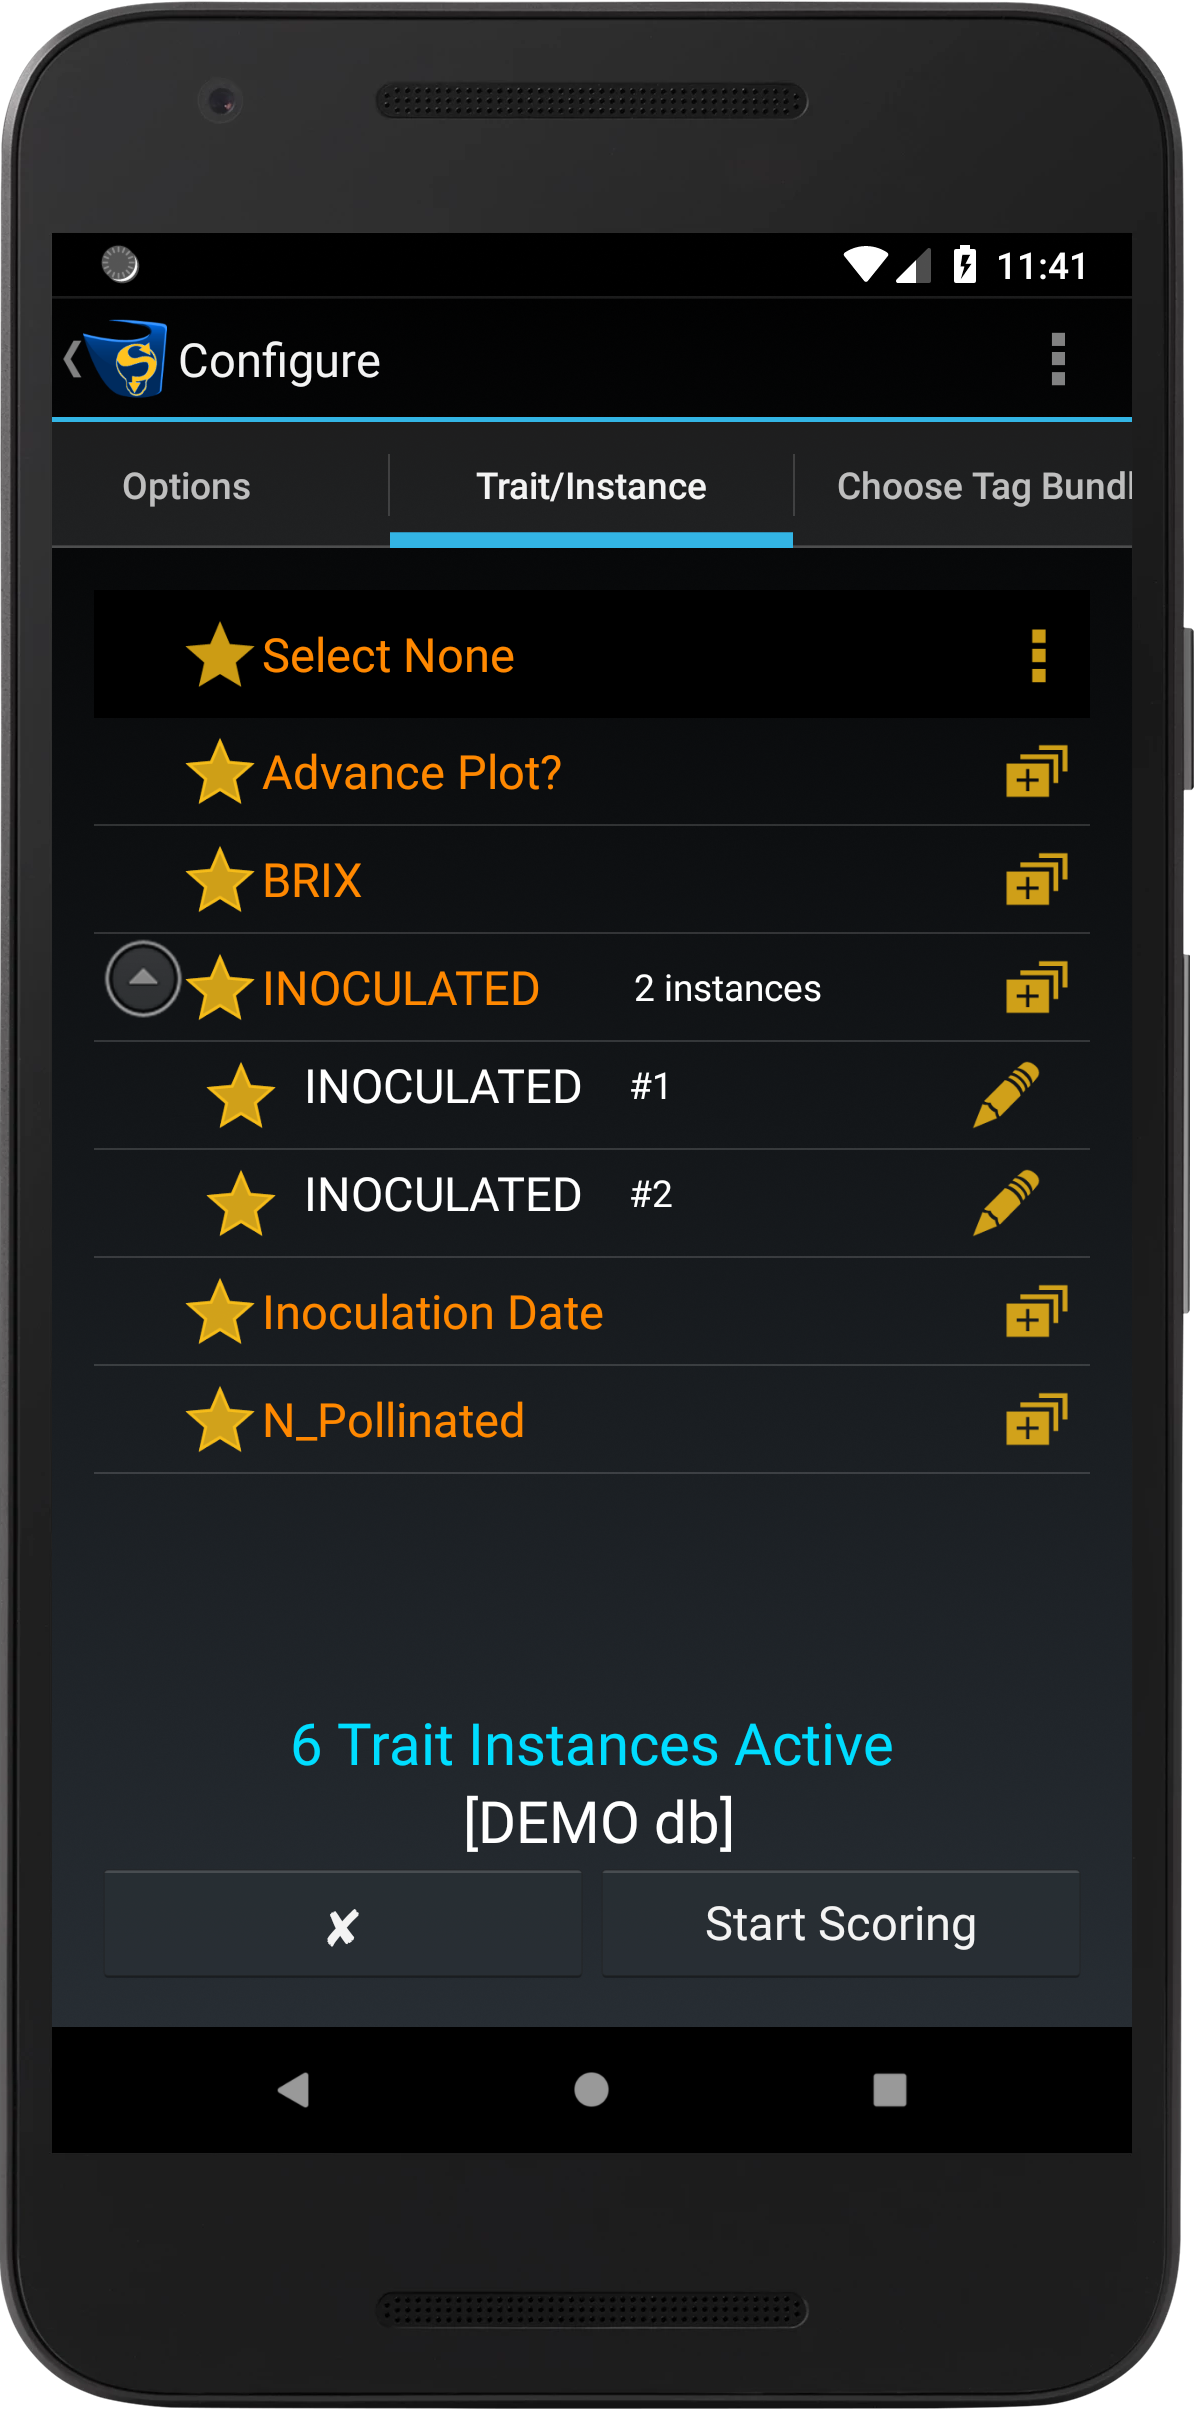 11:41
Configure
Options Trait/Instance Choose Tag Bundl
Select None
Advance Plot?
BRIX
INOCULATED 2 instances
INOCULATED #1
INOCULATED #2
Inoculation Date
N_Pollinated
6 Trait Instances Active
[DEMO db]
✘ Start Scoring